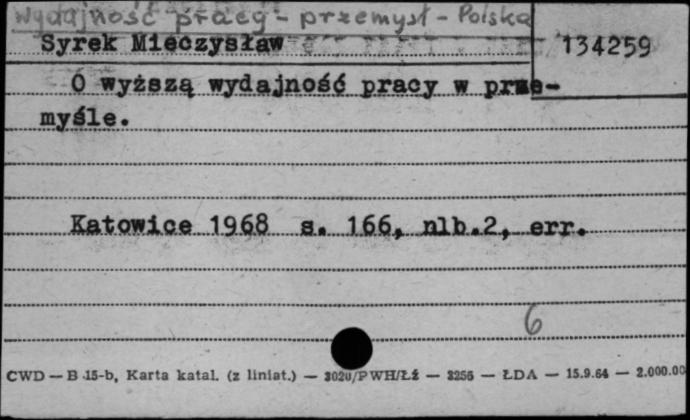 wydajność pracy - przemysł - Polska
Syrek Mieczysław
134259
O wyższą wydajność pracy w prze-
myśle.
Katowice 1968 s. 166, nlb.2, err.
6
CWD — B 15-b, Karta katal. (z liniat.) — 3020/PWH/Łź — 3256 — ŁDA — 15.9.64 — 2.000.00